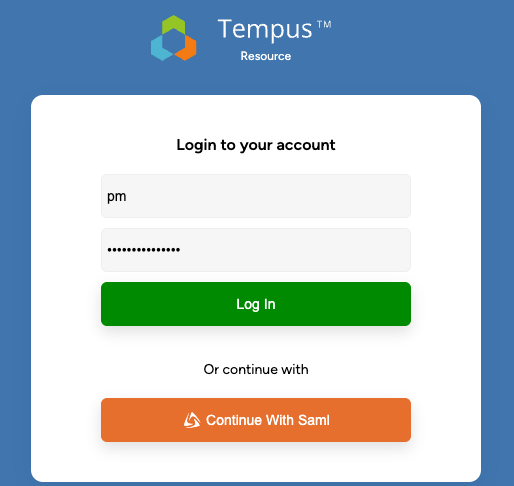 Tempus™
Resource
Login to your account
pm
•••••••••••••••
Log In
Or continue with
Continue With Saml